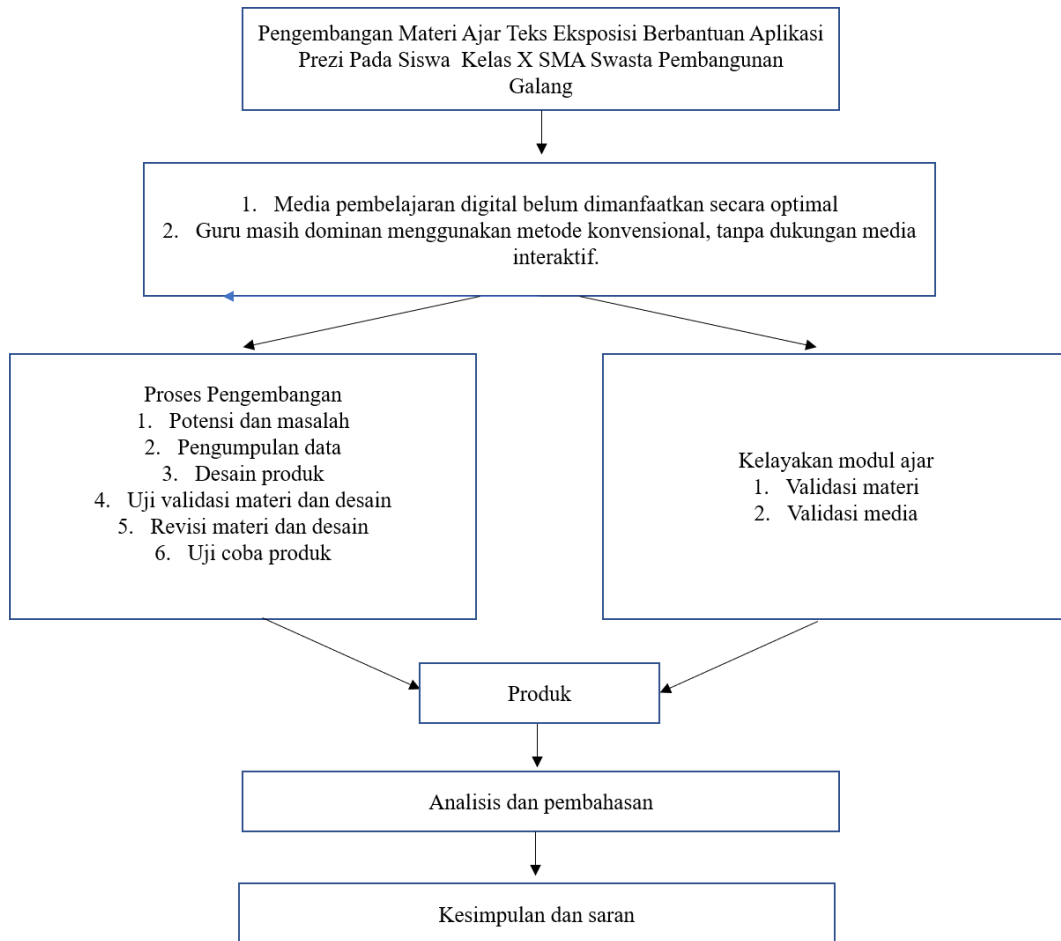 Pengembangan Materi Ajar Teks Eksposisi Berbantuan Aplikasi
Prezi Pada Siswa Kelas X SMA Swasta Pembangunan
Galang
1. Media pembelajaran digital belum dimanfaatkan secara optimal
2. Guru masih dominan menggunakan metode konvensional, tanpa dukungan media
interaktif.
Proses Pengembangan
1. Potensi dan masalah
2. Pengumpulan data
3. Desain produk
4. Uji validasi materi dan desain
5. Revisi materi dan desain
6. Uji coba produk
Kelayakan modul ajar
1. Validasi materi
2. Validasi media
Produk
Analisis dan pembahasan
Kesimpulan dan saran